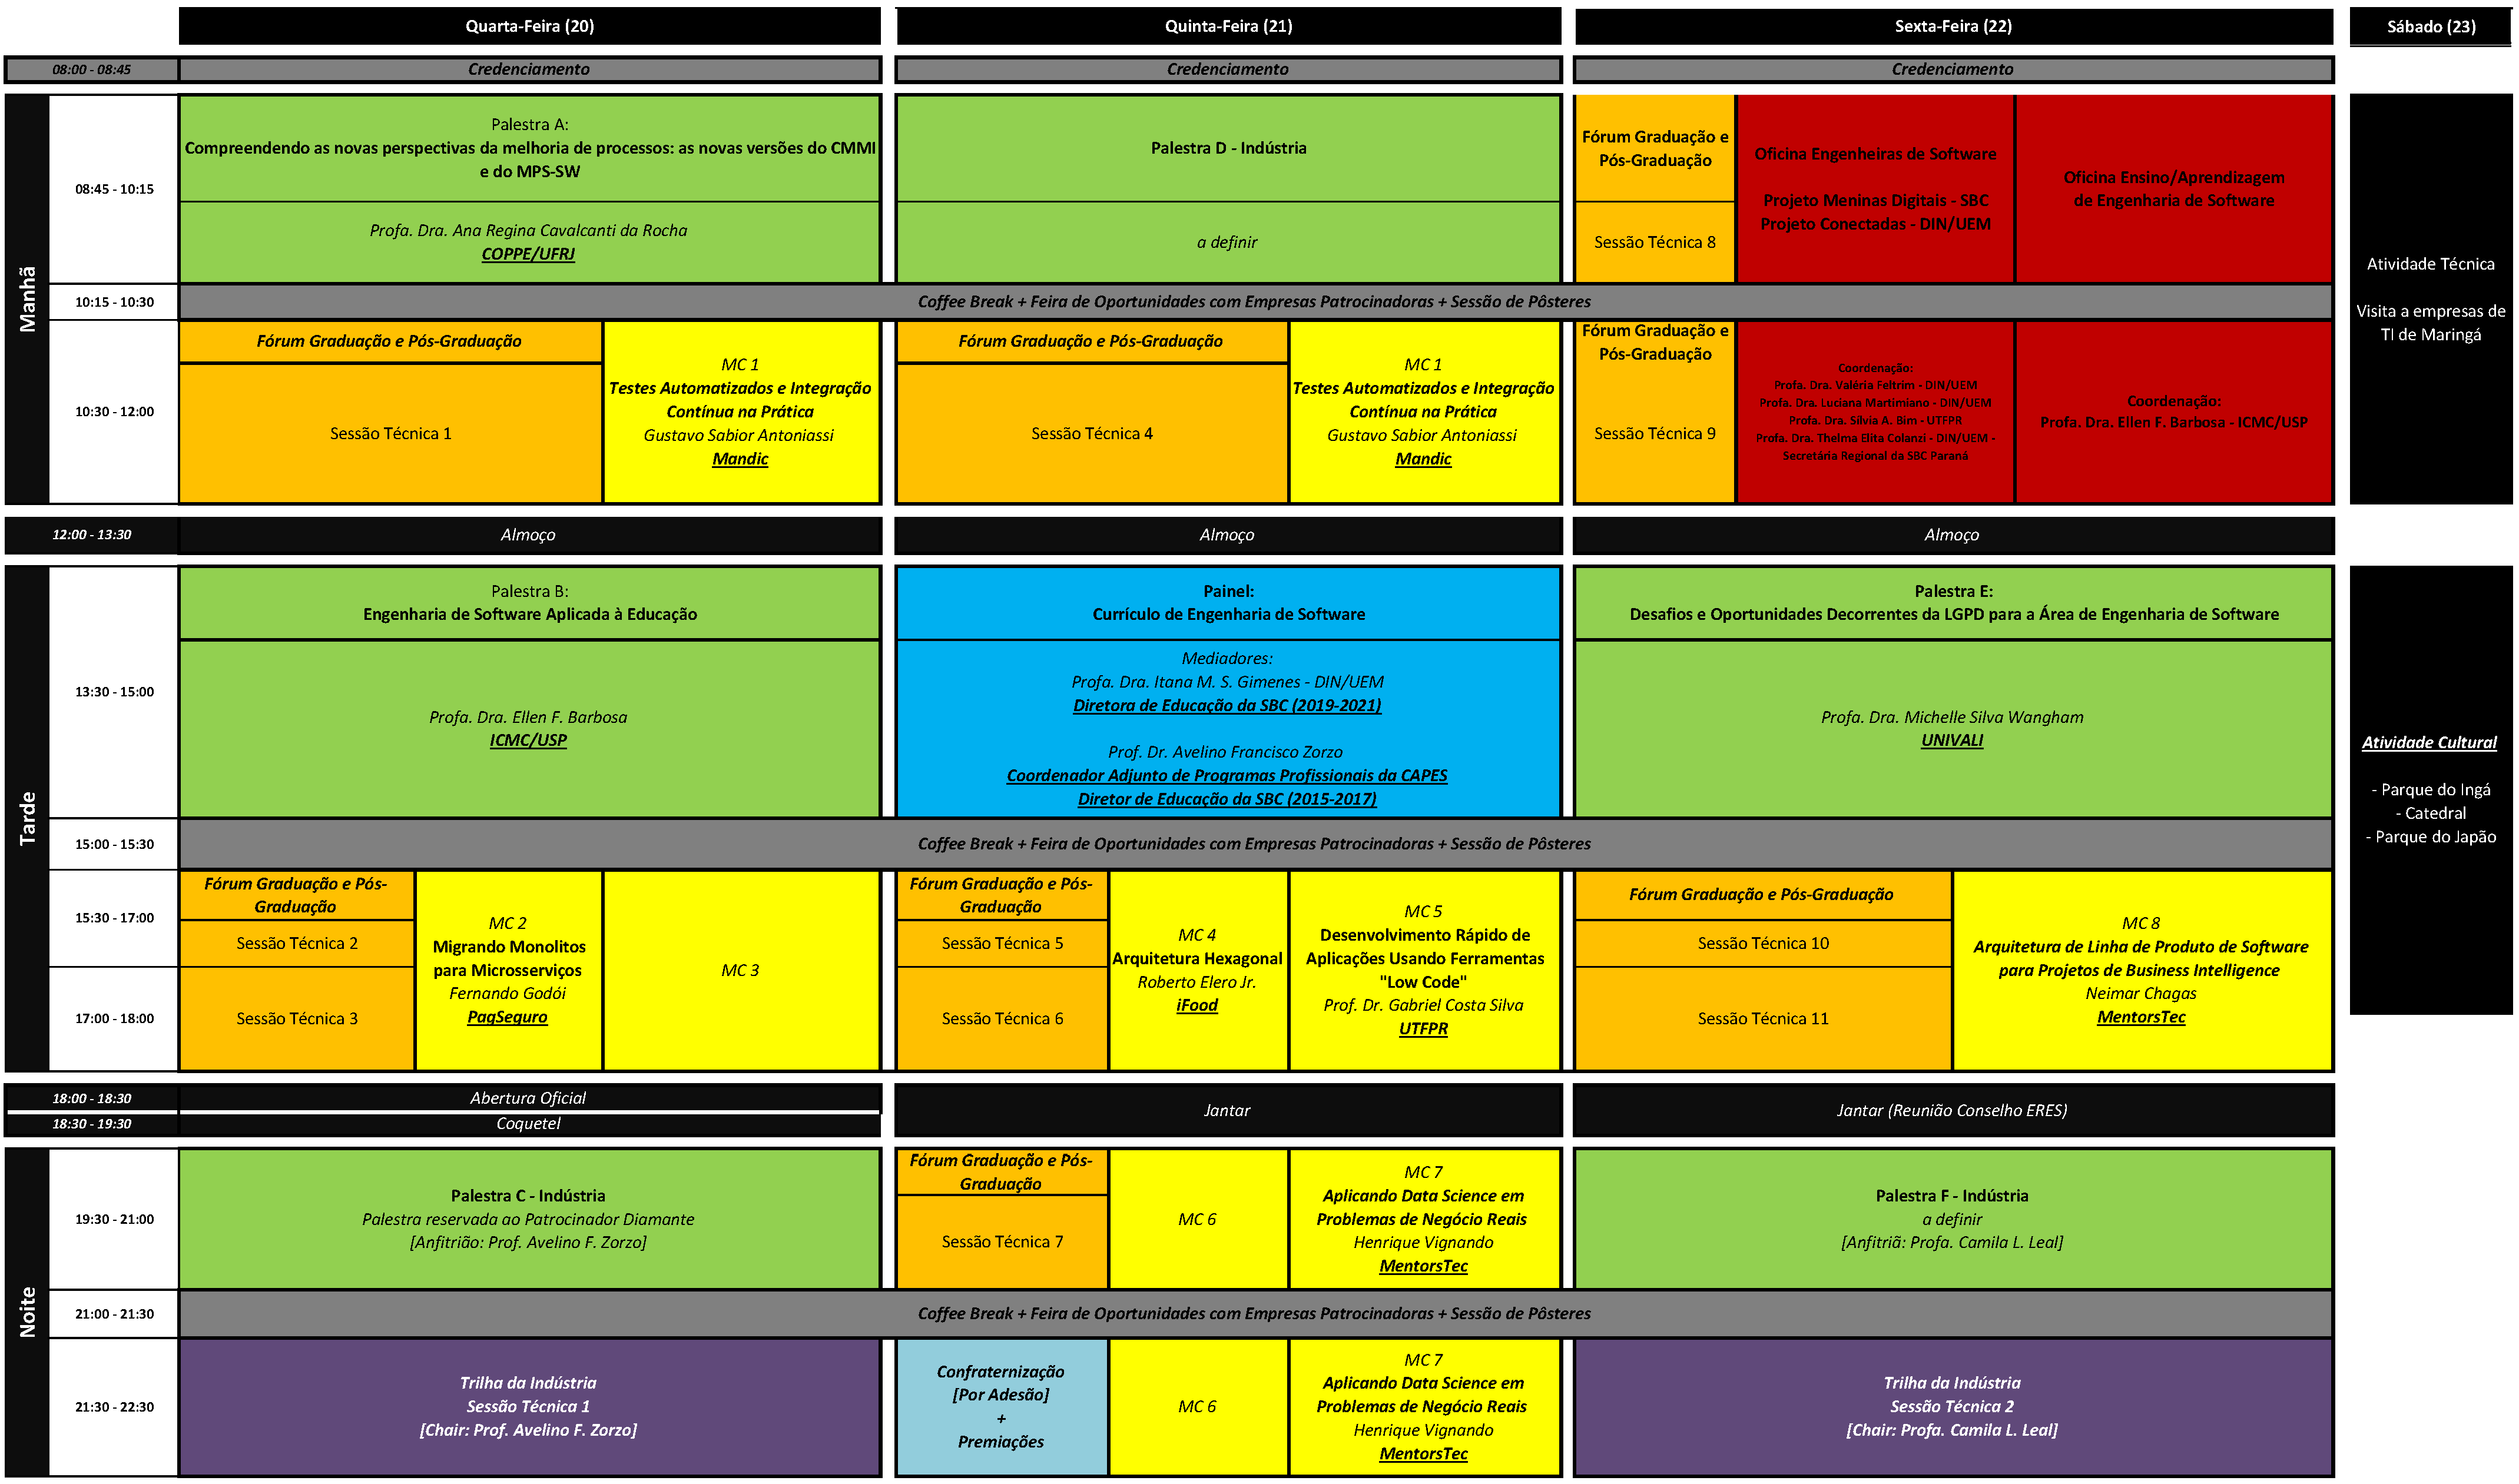 Quarta-Feira (20)
Quinta-Feira (21)
Sexta-Feira (22)
Sábado (23)
08:00 - 08:45
Credenciamento
Credenciamento
Credenciamento
Manhã
08:45 - 10:15
Palestra A:
Compreendendo as novas perspectivas da melhoria de processos: as novas versões do CMMI
e do MPS-SW
Profa. Dra. Ana Regina Cavalcanti da Rocha
COPPE/UFRJ
Palestra D - Indústria
a definir
Fórum Graduação e
Pós-Graduação
Sessão Técnica 8
Oficina Engenheiras de Software
Projeto Meninas Digitais - SBC
Projeto Conectadas - DIN/UEM
Oficina Ensino/Aprendizagem
de Engenharia de Software
Atividade Técnica
Visita a empresas de
TI de Maringá
10:15 - 10:30
Coffee Break + Feira de Oportunidades com Empresas Patrocinadoras + Sessão de Pôsteres
10:30 - 12:00
Fórum Graduação e Pós-Graduação
Sessão Técnica 1
MC 1
Testes Automatizados e Integração
Contínua na Prática
Gustavo Sabior Antoniassi
Mandic
Fórum Graduação e Pós-Graduação
Sessão Técnica 4
MC 1
Testes Automatizados e Integração
Contínua na Prática
Gustavo Sabior Antoniassi
Mandic
Fórum Graduação e
Pós-Graduação
Sessão Técnica 9
Coordenação:
Profa. Dra. Valéria Feltrim - DIN/UEM
Profa. Dra. Luciana Martimiano - DIN/UEM
Profa. Dra. Sílvia A. Bim - UTFPR
Profa. Dra. Thelma Elita Colanzi - DIN/UEM -
Secretária Regional da SBC Paraná
Coordenação:
Profa. Dra. Ellen F. Barbosa - ICMC/USP
12:00 - 13:30
Almoço
Almoço
Almoço
Tarde
13:30 - 15:00
Palestra B:
Engenharia de Software Aplicada à Educação
Profa. Dra. Ellen F. Barbosa
ICMC/USP
Painel:
Currículo de Engenharia de Software
Mediadores:
Profa. Dra. Itana M. S. Gimenes - DIN/UEM
Diretora de Educação da SBC (2019-2021)
Prof. Dr. Avelino Francisco Zorzo
Coordenador Adjunto de Programas Profissionais da CAPES
Diretor de Educação da SBC (2015-2017)
Palestra E:
Desafios e Oportunidades Decorrentes da LGPD para a Área de Engenharia de Software
Profa. Dra. Michelle Silva Wangham
UNIVALI
Atividade Cultural
- Parque do Ingá
- Catedral
- Parque do Japão
15:00 - 15:30
Coffee Break + Feira de Oportunidades com Empresas Patrocinadoras + Sessão de Pôsteres
15:30 - 17:00
17:00 - 18:00
Fórum Graduação e Pós-
Graduação
Sessão Técnica 2
Sessão Técnica 3
MC 2
Migrando Monolitos
para Microsserviços
Fernando Godói
PagSeguro
MC 3
Fórum Graduação e Pós-
Graduação
Sessão Técnica 5
Sessão Técnica 6
MC 4
Arquitetura Hexagonal
Roberto Elero Jr.
iFood
MC 5
Desenvolvimento Rápido de
Aplicações Usando Ferramentas
"Low Code"
Prof. Dr. Gabriel Costa Silva
UTFPR
Fórum Graduação e Pós-Graduação
Sessão Técnica 10
Sessão Técnica 11
MC 8
Arquitetura de Linha de Produto de Software
para Projetos de Business Intelligence
Neimar Chagas
MentorsTec
18:00 - 18:30
Abertura Oficial
18:30 - 19:30
Coquetel
Jantar
Jantar (Reunião Conselho ERES)
Noite
19:30 - 21:00
Palestra C - Indústria
Palestra reservada ao Patrocinador Diamante
[Anfitrião: Prof. Avelino F. Zorzo]
Fórum Graduação e Pós-
Graduação
Sessão Técnica 7
MC 6
MC 7
Aplicando Data Science em
Problemas de Negócio Reais
Henrique Vignando
MentorsTec
Palestra F - Indústria
a definir
[Anfitriã: Profa. Camila L. Leal]
21:00 - 21:30
Coffee Break + Feira de Oportunidades com Empresas Patrocinadoras + Sessão de Pôsteres
21:30 - 22:30
Trilha da Indústria
Sessão Técnica 1
[Chair: Prof. Avelino F. Zorzo]
Confraternização
[Por Adesão]
+
Premiações
MC 6
MC 7
Aplicando Data Science em
Problemas de Negócio Reais
Henrique Vignando
MentorsTec
Trilha da Indústria
Sessão Técnica 2
[Chair: Profa. Camila L. Leal]